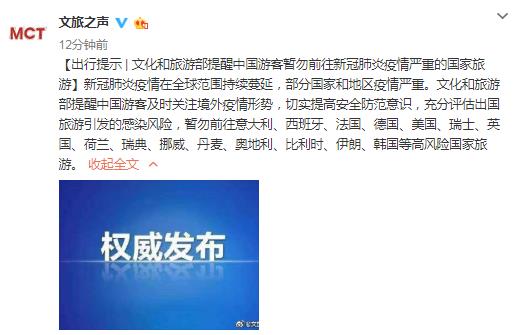 MCT
文旅之声
12分钟前
【出行提示 | 文化和旅游部提醒中国游客暂勿前往新冠肺炎疫情严重的国家旅
游】新冠肺炎疫情在全球范围持续蔓延，部分国家和地区疫情严重。文化和旅游
部提醒中国游客及时关注境外疫情形势，切实提高安全防范意识，充分评估出国
旅游引发的感染风险，暂勿前往意大利、西班牙、法国、德国、美国、瑞士、英
国、荷兰、瑞典、挪威、丹麦、奥地利、比利时、伊朗、韩国等高风险国家旅
游。 收起全文
权威发布